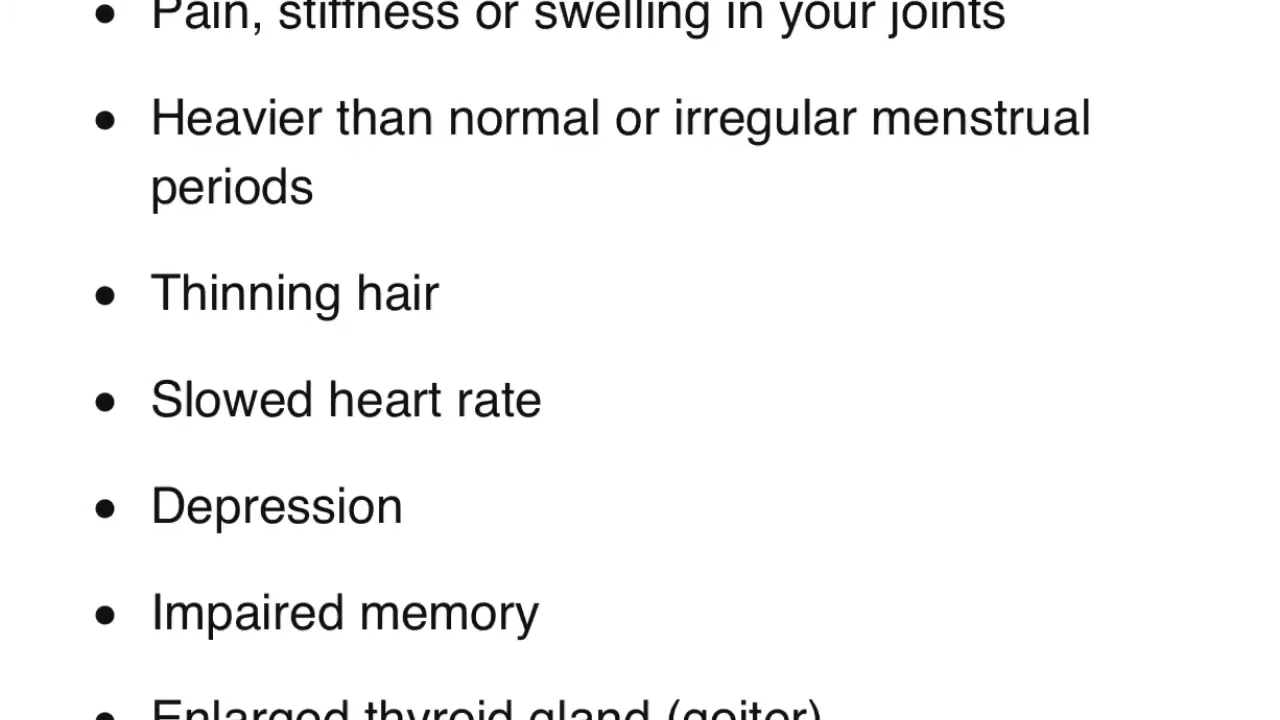 • Pain, stiffness or swelling in your joints
• Heavier than normal or irregular menstrual
periods
• Thinning hair
• Slowed heart rate
• Depression
• Impaired memory
• Enlarged thyroid gland (goiter)